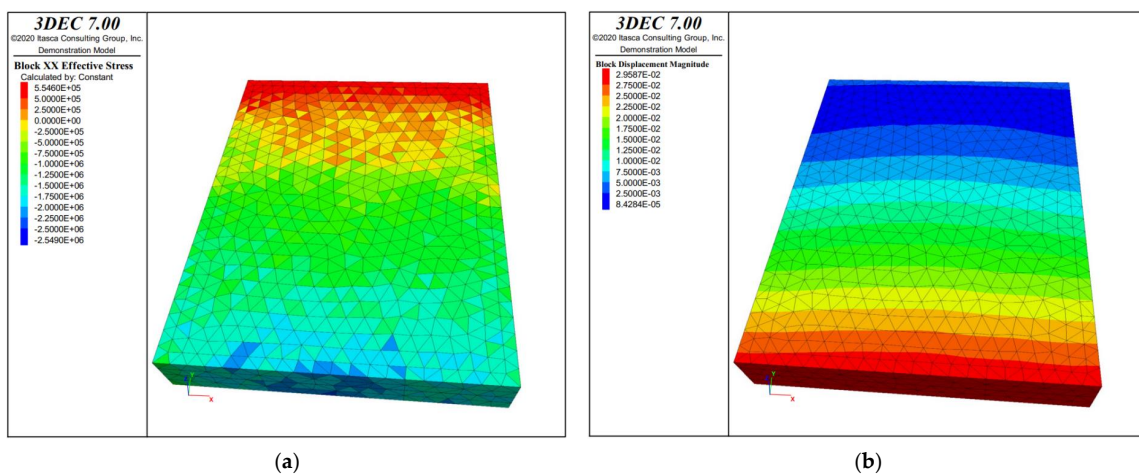 3DEC 7.00
©2020 Itasca Consulting Group, Inc.
Demonstration Model
Block XX Effective Stress
Calculated by: Constant
5.5460E+05
5.0000E+05
2.5000E+05
0.0000E+00
-2.5000E+05
-5.0000E+05
-7.5000E+05
-1.0000E+06
-1.2500E+06
-1.5000E+06
-1.7500E+06
-2.0000E+06
-2.2500E+06
-2.5000E+06
-2.5490E+06
Y
X
(a)
3DEC 7.00
©2020 Itasca Consulting Group, Inc.
Demonstration Model
Block Displacement Magnitude
2.9587E-02
2.7500E-02
2.5000E-02
2.2500E-02
2.0000E-02
1.7500E-02
1.5000E-02
1.2500E-02
1.0000E-02
7.5000E-03
5.0000E-03
2.5000E-03
8.4284E-05
Y
X
(b)